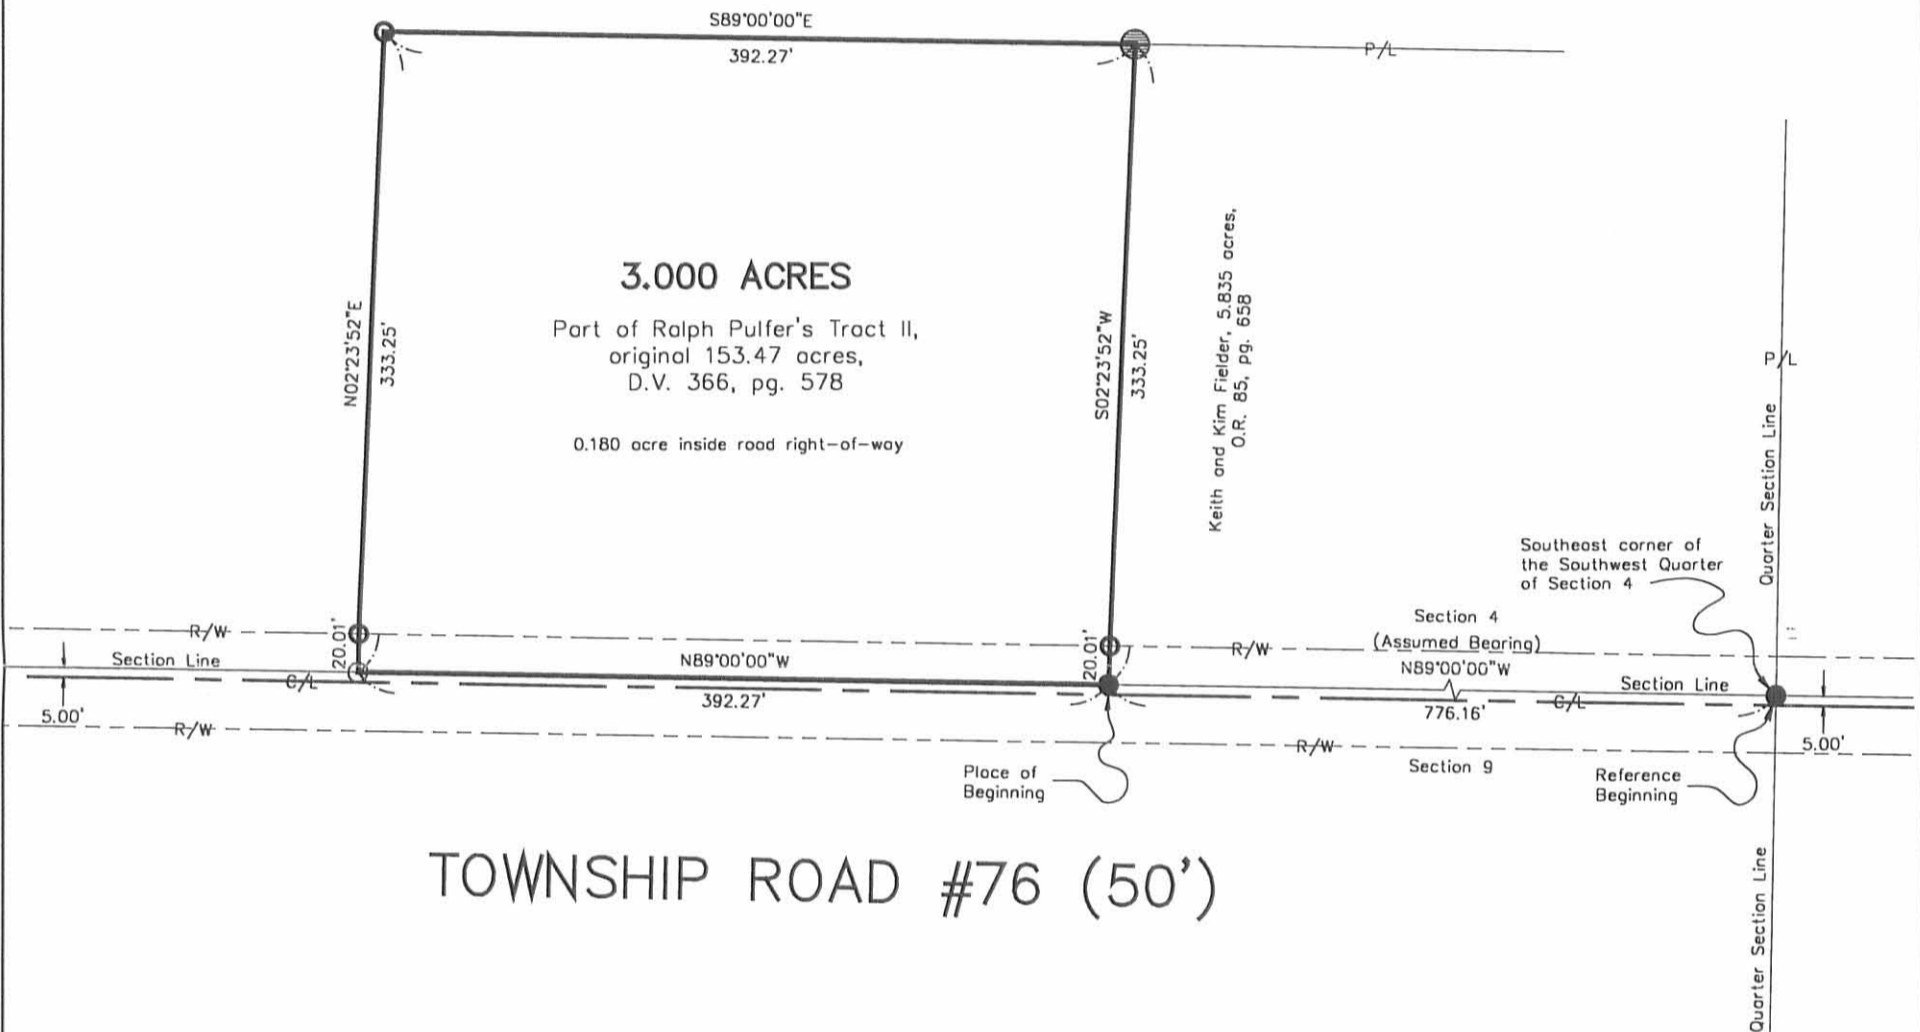 S89°00'00"E
392.27'
P/L
N02°23'52"E
333.25'
3.000 ACRES
Part of Ralph Pulfer's Tract II,
original 153.47 acres,
D.V. 366, pg. 578
0.180 acre inside road right-of-way
S02°23'52"W
333.25'
Keith and Kim Fielder, 5.835 acres,
O.R. 85, pg. 658
P/L
Quarter Section Line
Southeast corner of
the Southwest Quarter
of Section 4
R/W
20.01'
Section Line
C/L
5.00'
R/W
N89°00'00"W
392.27'
20.01'
R/W
Section 4
(Assumed Bearing)
N89°00'00"W
776.16'
C/L
Section Line
5.00'
R/W
Section 9
Place of
Beginning
Reference
Beginning
TOWNSHIP ROAD #76 (50')
Quarter Section Line